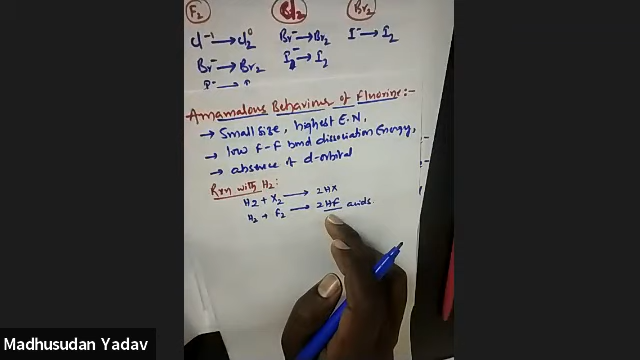 F2 Cl2 Br2
Cl⁻¹ → Cl2⁰ Br⁻ → Br2 I⁻ → I2
Br⁻ → Br2 I⁻ → I2
I⁻ →
Anamalous Behaviour of Fluorine:-
→ Small size, highest E.N,
→ low F-F bond dissociation Energy,
→ absence of d-orbital
Rxn with H2:
H2 + X2 → 2HX
H2 + F2 → 2HF acids.
Madhusudan Yadav